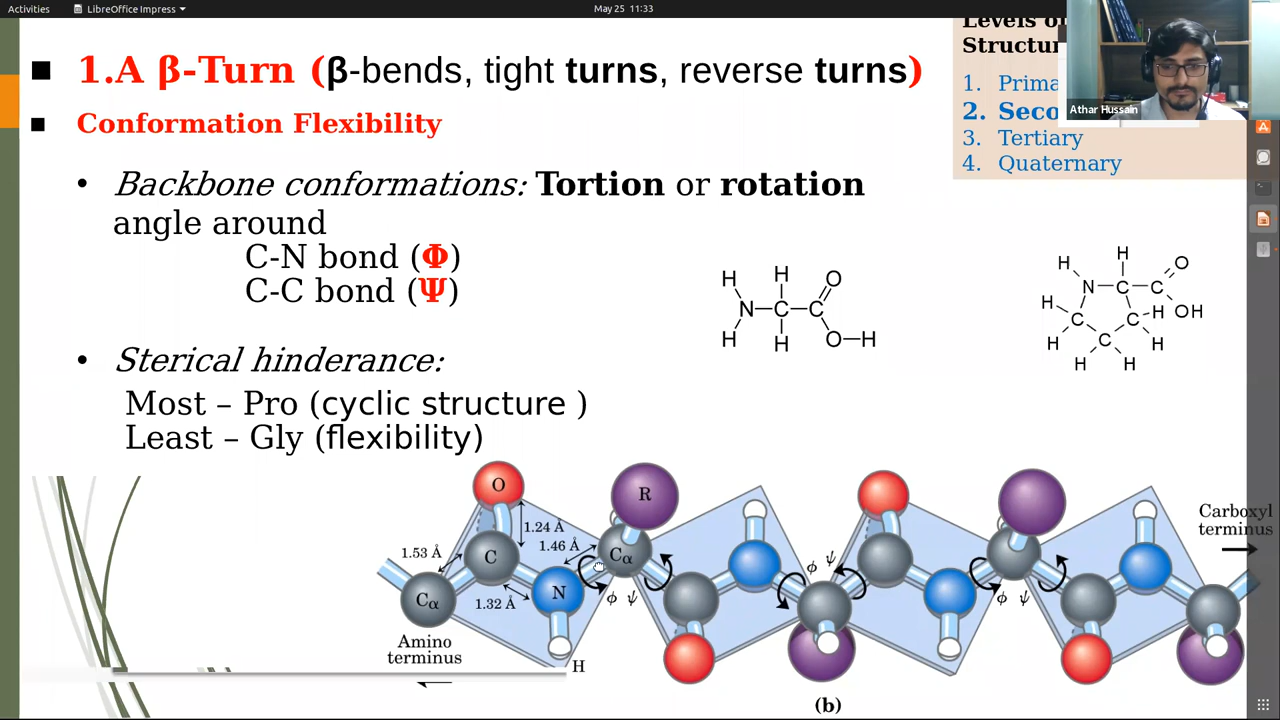 Activities
LibreOffice Impress
May 25 11:33
1.A β-Turn (β-bends, tight turns, reverse turns)
Conformation Flexibility
Backbone conformations: Tortion or rotation
angle around
C-N bond (Φ)
C-C bond (Ψ)
Sterical hinderance:
Most – Pro (cyclic structure )
Least – Gly (flexibility)
Levels
Structu
1. Prima
2. Seco
3. Tertiary
4. Quaternary
Athar Hussain
H H O
N C C
H H O H
H H O
N C C
H C C H OH
H C H
H H
O R
1.24 Å
1.53 Å C 1.46 Å Cα
Cα 1.32 Å N ϕ ψ
ϕ ψ
ϕ ψ
Amino
terminus
H
Carboxyl
terminus
(b)